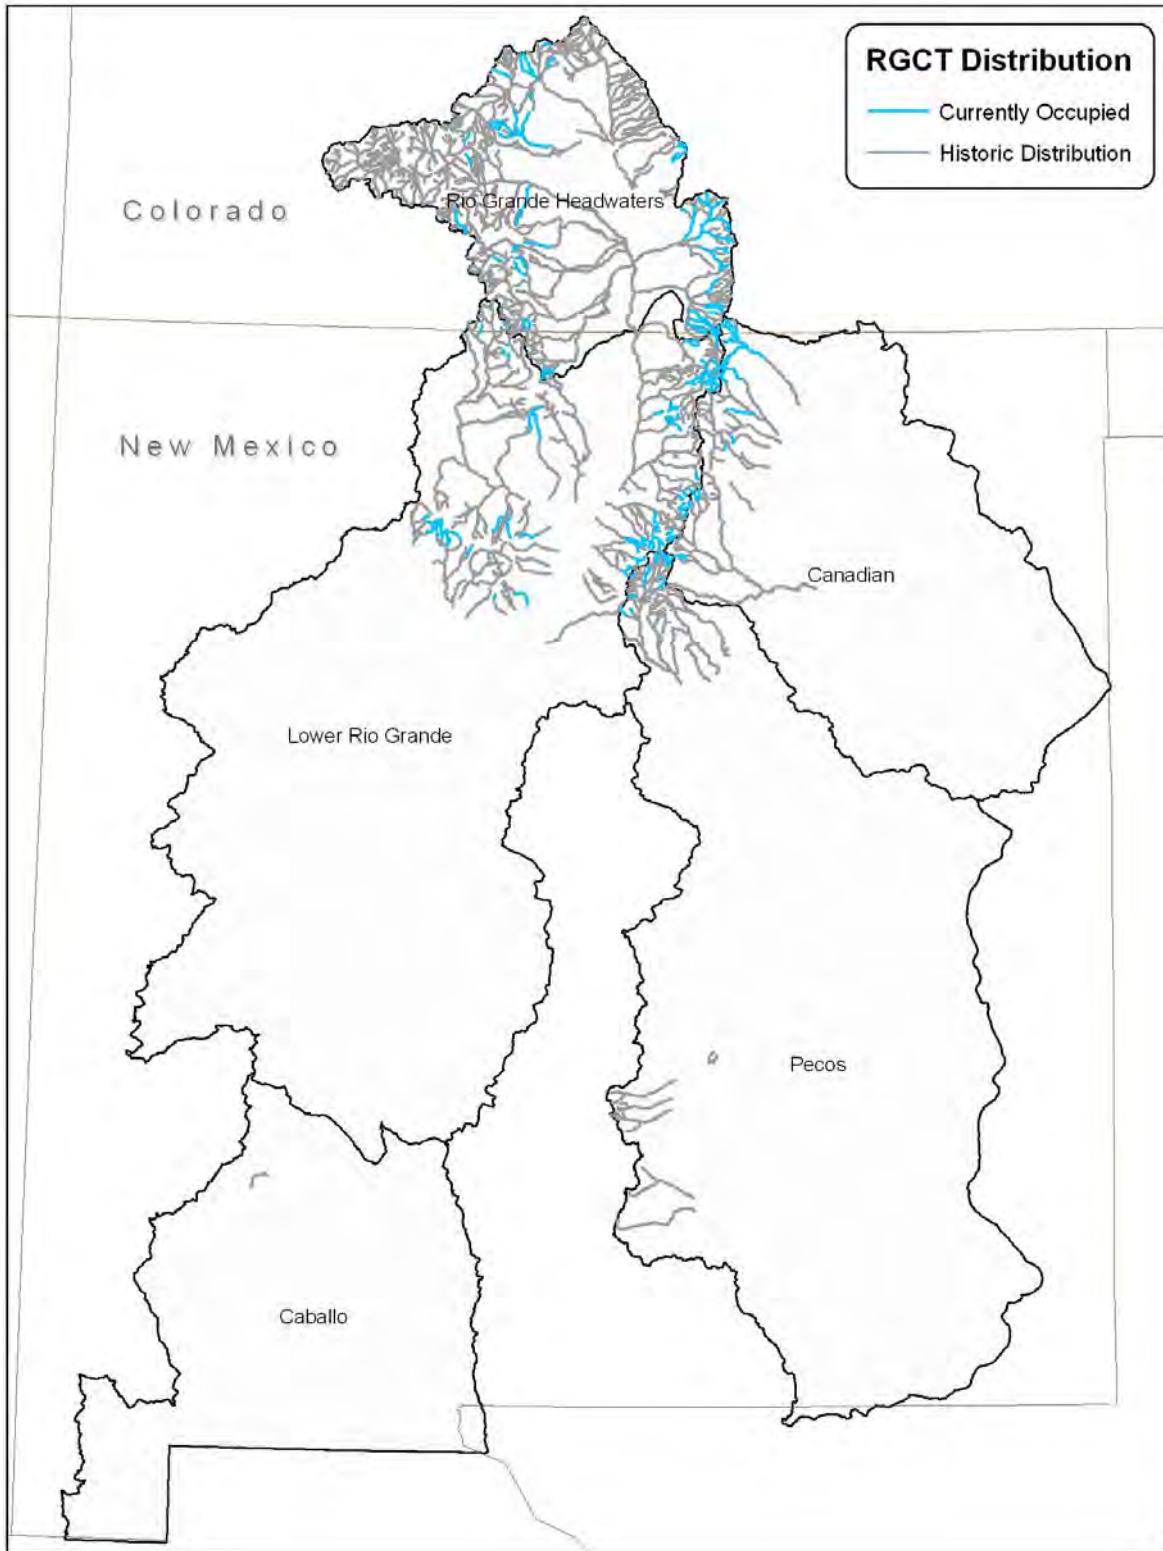 RGCT Distribution
Currently Occupied
Historic Distribution
Rio Grande Headwaters
Colorado
New Mexico
Canadian
Lower Rio Grande
Pecos
Caballo